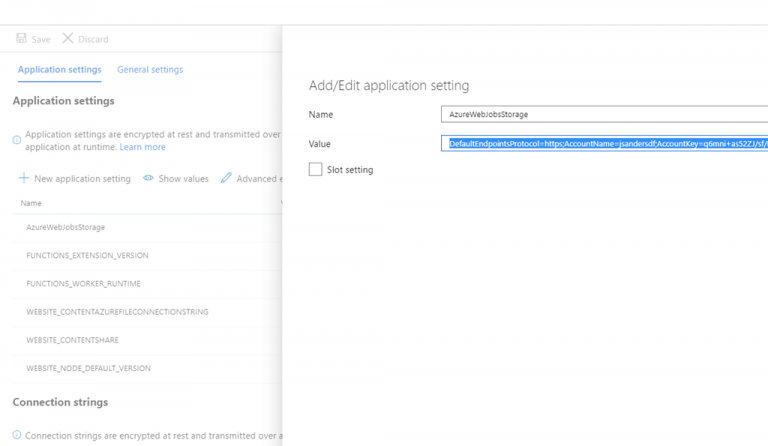 Save Discard
Application settings General settings
Application settings
Application settings are encrypted at rest and transmitted over
application at runtime. Learn more
New application setting Show values Advanced e
Name
AzureWebJobsStorage
FUNCTIONS_EXTENSION_VERSION
FUNCTIONS_WORKER_RUNTIME
WEBSITE_CONTENTAZUREFILECONNECTIONSTRING
WEBSITE_CONTENTSHARE
WEBSITE_NODE_DEFAULT_VERSION
Connection strings
Connection strings are encrypted at rest and transmitted over a
Add/Edit application setting
Name AzureWebJobsStorage
Value DefaultEndpointsProtocol=https;AccountName=jsandersdf;AccountKey=q6mni+as52ZJ/sf/
Slot setting